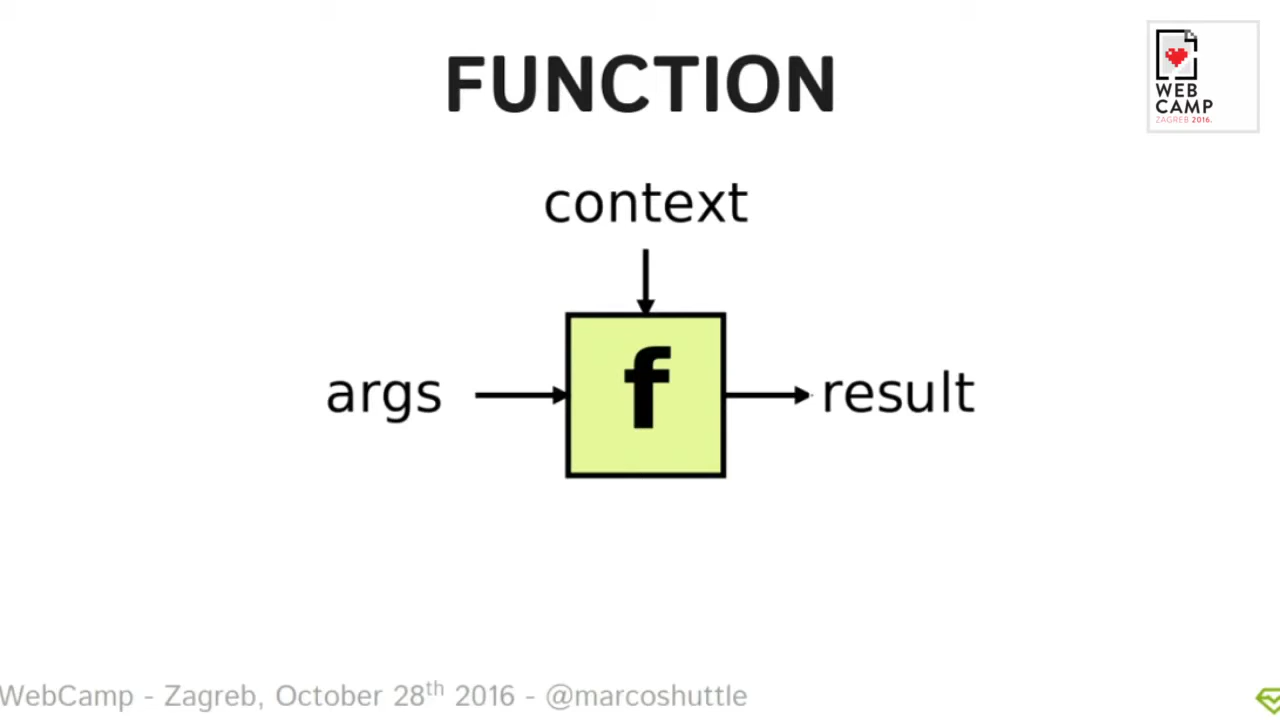 FUNCTION
WEB
CAMP
ZAGREB 2016.
context
args
f
result
WebCamp - Zagreb, October 28th 2016 - @marcoshuttle